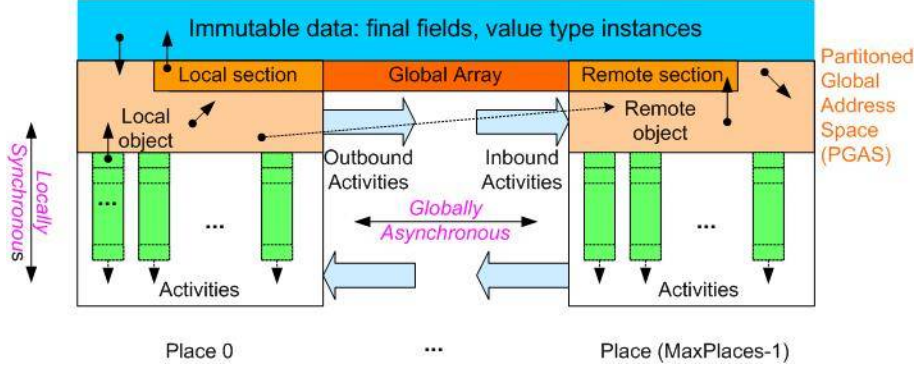 Immutable data: final fields, value type instances
Local section
Global Array
Remote section
Partitoned
Global
Address
Space
(PGAS)
Local
object
Remote
object
Locally
Synchronous
...
...
...
Outbound
Activities
Inbound
Activities
Globally
Asynchronous
Activities
Activities
Place 0
...
Place (MaxPlaces-1)